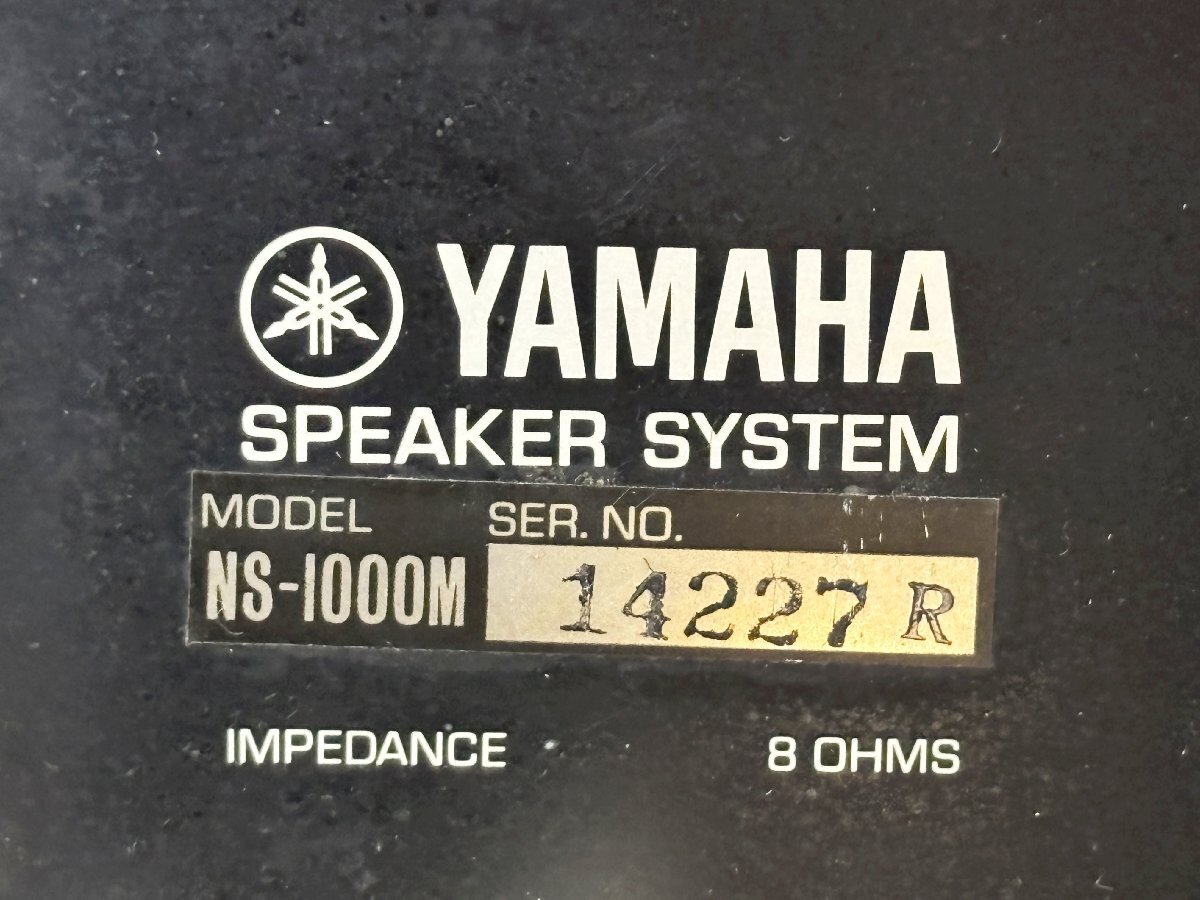 YAMAHA
SPEAKER SYSTEM
MODEL SER. NO.
NS-1000M 14227 R
IMPEDANCE 8 OHMS